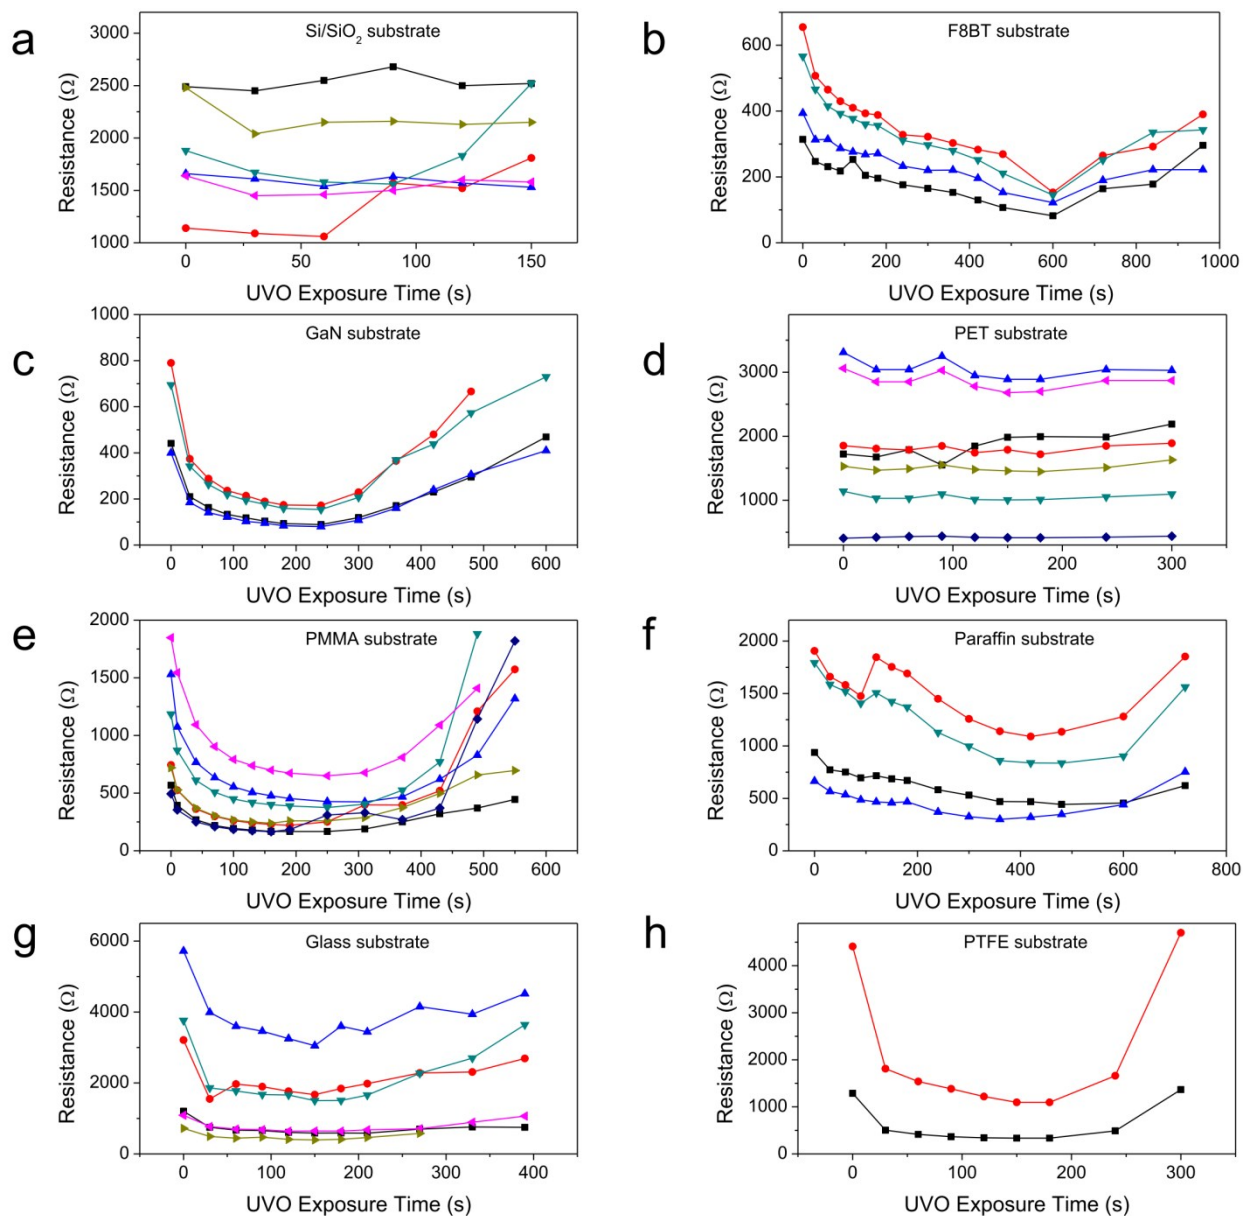 a
Si/SiO₂ substrate
3000
2500
2000
1500
1000
0
50
100
150
Resistance (Ω)
UVO Exposure Time (s)
b
F8BT substrate
600
400
200
0
0
200
400
600
800
1000
Resistance (Ω)
UVO Exposure Time (s)
c
GaN substrate
1000
800
600
400
200
0
0
100
200
300
400
500
600
Resistance (Ω)
UVO Exposure Time (s)
d
PET substrate
3000
2000
1000
0
100
200
300
Resistance (Ω)
UVO Exposure Time (s)
e
PMMA substrate
2000
1500
1000
500
0
0
100
200
300
400
500
600
Resistance (Ω)
UVO Exposure Time (s)
f
Paraffin substrate
2000
1500
1000
500
0
0
200
400
600
800
Resistance (Ω)
UVO Exposure Time (s)
g
Glass substrate
6000
4000
2000
0
0
100
200
300
400
Resistance (Ω)
UVO Exposure Time (s)
h
PTFE substrate
4000
3000
2000
1000
0
0
100
200
300
Resistance (Ω)
UVO Exposure Time (s)